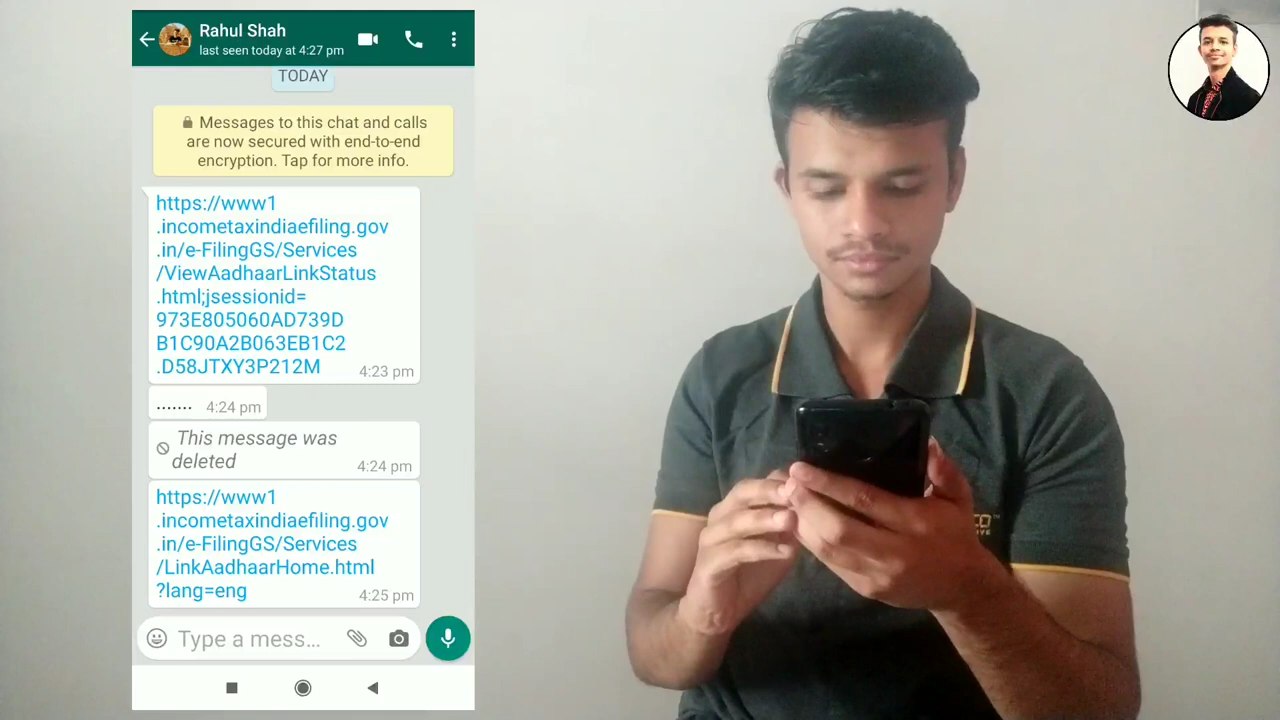 Rahul Shah
last seen today at 4:27 pm
TODAY
Messages to this chat and calls
are now secured with end-to-end
encryption. Tap for more info.
https://www1
.incometaxindiaefiling.gov
.in/e-FilingGS/Services
/ViewAadhaarLinkStatus
.html;jsessionid=
973E805060AD739D
B1C90A2B063EB1C2
.D58JTXY3P212M 4:23 pm
....... 4:24 pm
This message was
deleted 4:24 pm
https://www1
.incometaxindiaefiling.gov
.in/e-FilingGS/Services
/LinkAadhaarHome.html
?lang=eng 4:25 pm
Type a mess...